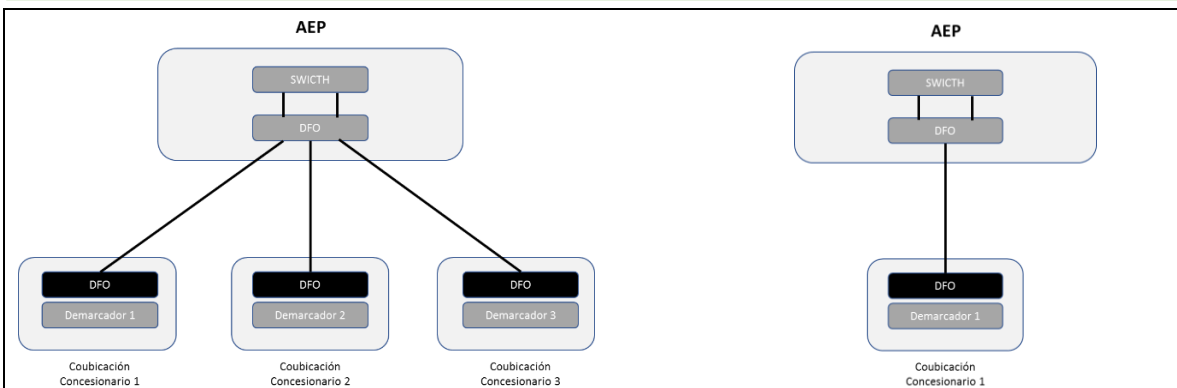 AEP
SWICTH
DFO
DFO
Demarcador 1
DFO
Demarcador 2
DFO
Demarcador 3
Coubicación
Concesionario 1
Coubicación
Concesionario 2
Coubicación
Concesionario 3
AEP
SWICTH
DFO
DFO
Demarcador 1
Coubicación
Concesionario 1